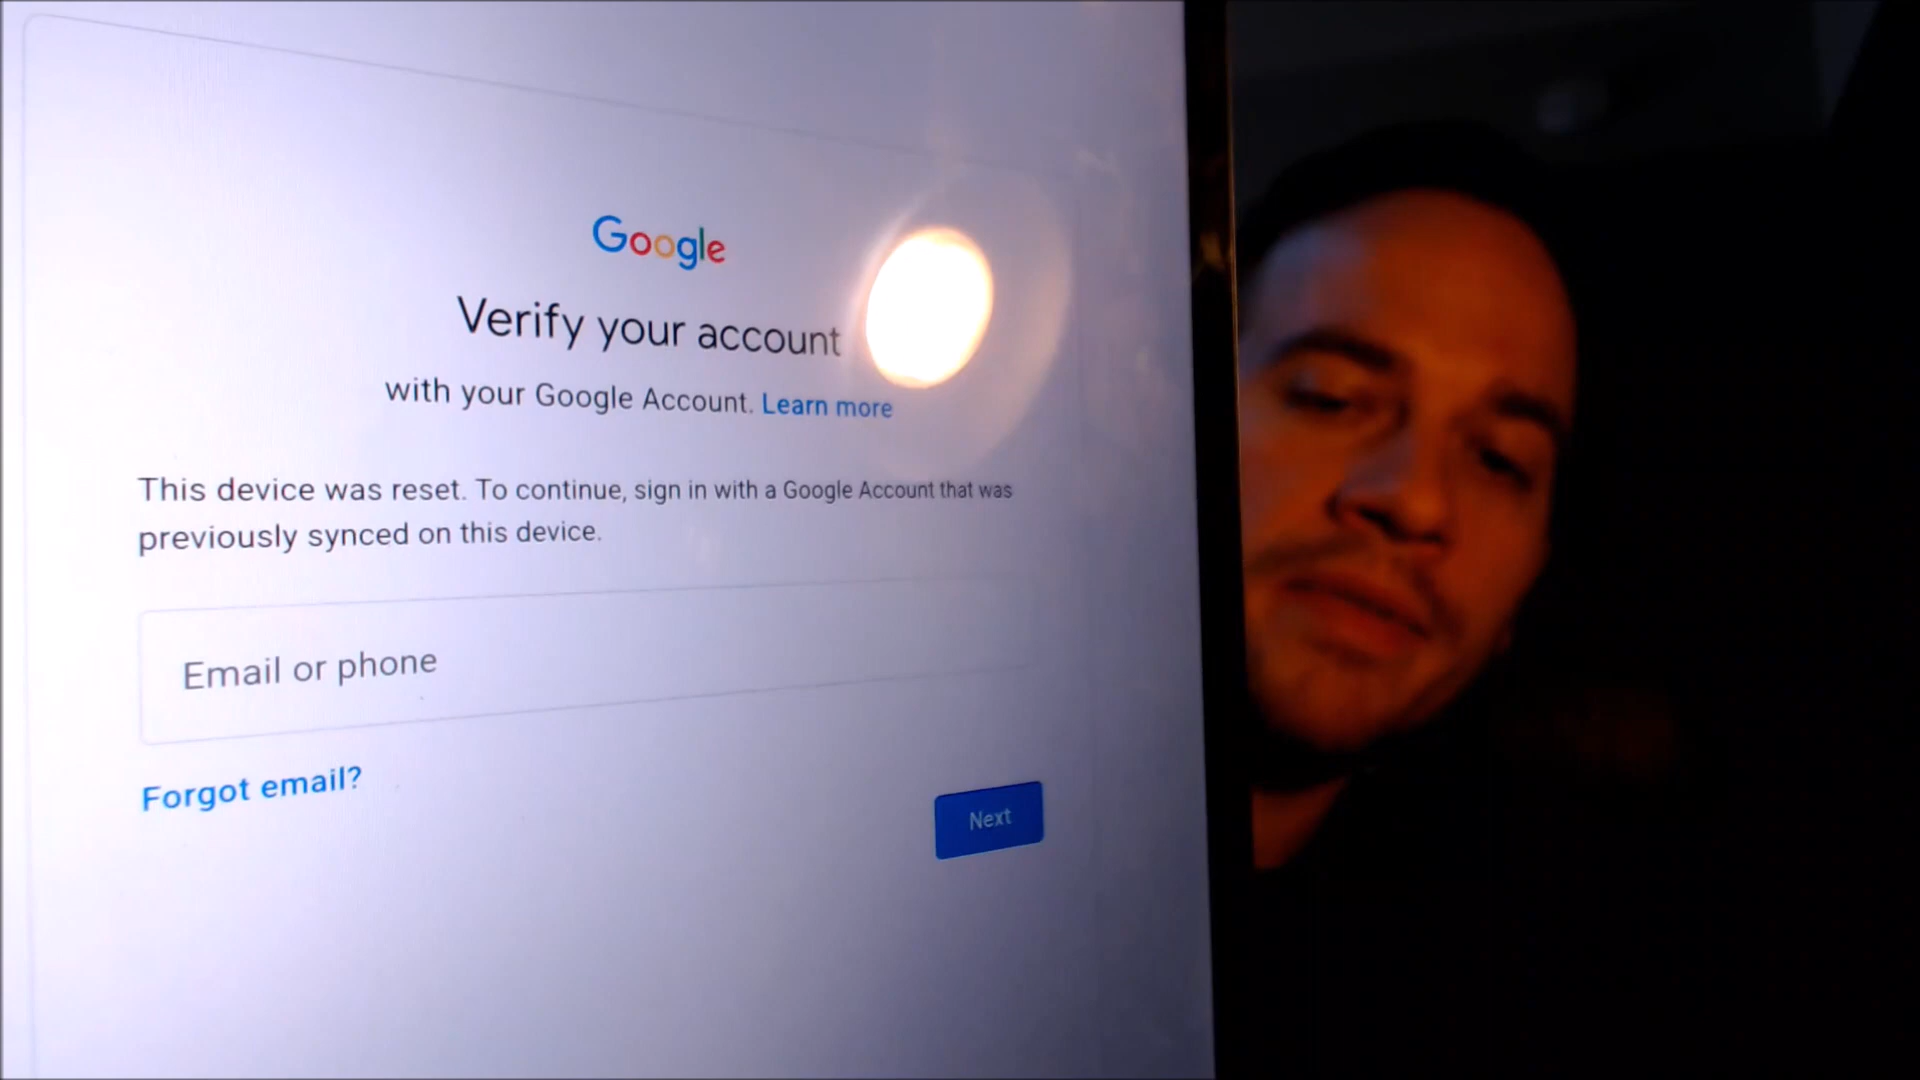 Google
Verify your account
with your Google Account. Learn more
This device was reset. To continue, sign in with a Google Account that was
previously synced on this device.
Email or phone
Forgot email?
Next